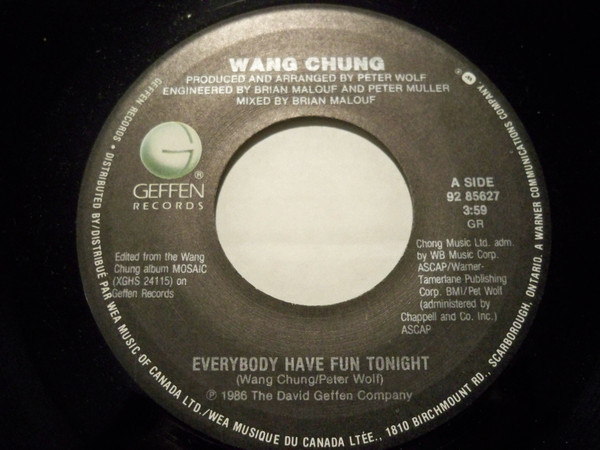 WANG CHUNG
PRODUCED AND ARRANGED BY PETER WOLF
ENGINEERED BY BRIAN MALOUF AND PETER MULLER
MIXED BY BRIAN MALOUF
G
®
GEFFEN
RECORDS
A SIDE
92 85627
3:59
GR
Edited from the Wang
Chung album MOSAIC
(XGHS 24115) on
Geffen Records
Chong Music Ltd. adm.
by WB Music Corp.
ASCAP/Warner-
Tamerlane Publishing
Corp. BMI/Pet Wolf
(administered by
Chappell and Co. Inc.)
ASCAP
EVERYBODY HAVE FUN TONIGHT
(Wang Chung/Peter Wolf)
℗ 1986 The David Geffen Company
GEFFEN RECORDS • DISTRIBUTED BY/DISTRIBUÉ PAR WEA MUSIC OF CANADA LTD./WEA MUSIQUE DU CANADA LTÉE., 1810 BIRCHMOUNT RD., SCARBOROUGH, ONTARIO. A WARNER COMMUNICATIONS COMPANY.